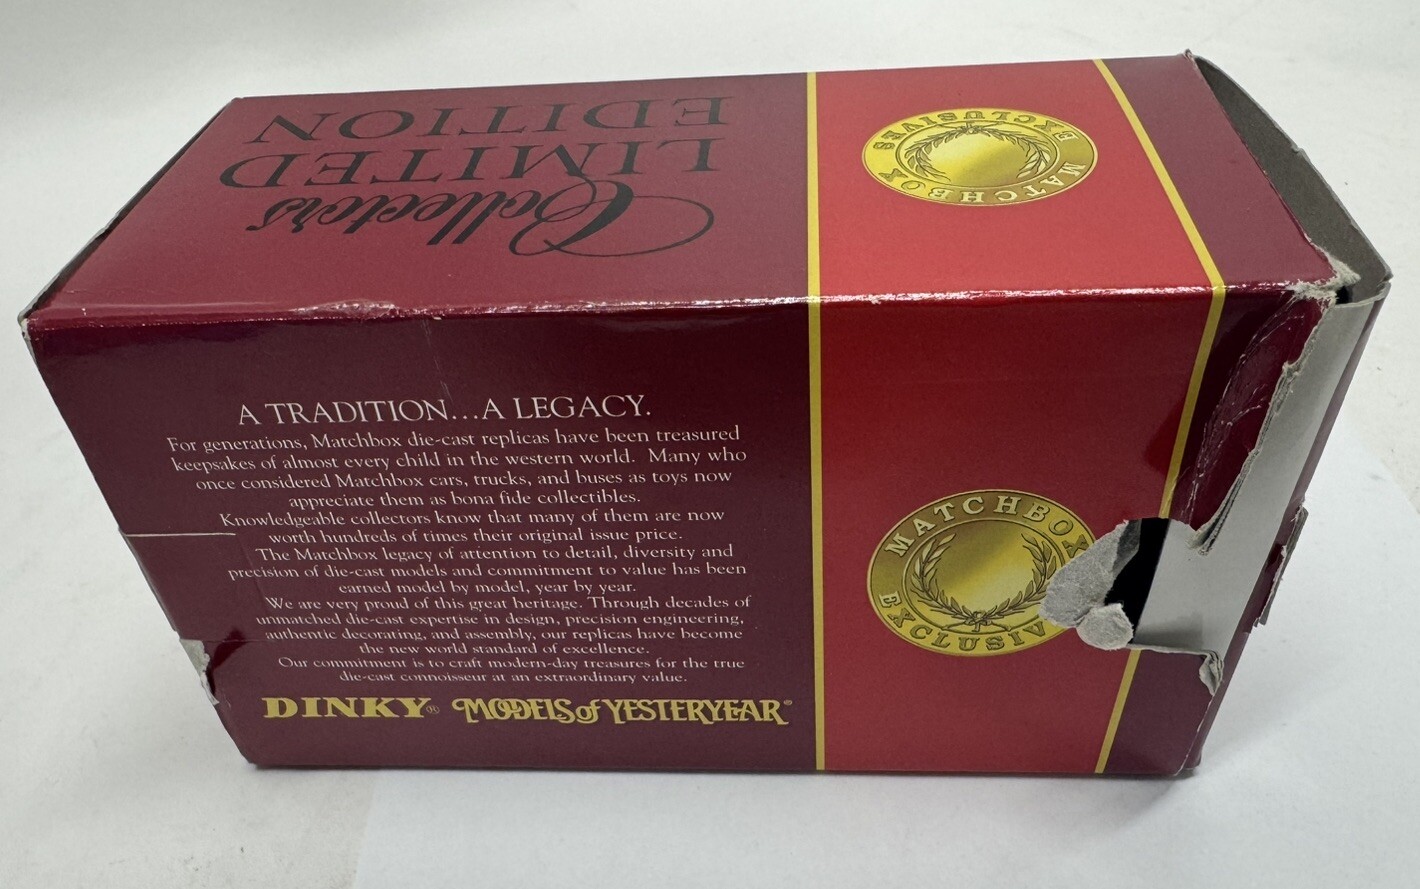 Collectors'
LIMITED
EDITION
MATCHBOX
EXCLUSIVES
A TRADITION...A LEGACY.
For generations, Matchbox die-cast replicas have been treasured
keepsakes of almost every child in the western world. Many who
once considered Matchbox cars, trucks, and buses as toys now
appreciate them as bona fide collectibles.
Knowledgeable collectors know that many of them are now
worth hundreds of times their original issue price.
The Matchbox legacy of attention to detail, diversity and
precision of die-cast models and commitment to value has been
earned model by model, year by year.
We are very proud of this great heritage. Through decades of
unmatched die-cast expertise in design, precision engineering,
authentic decorating, and assembly, our replicas have become
the new world standard of excellence.
Our commitment is to craft modern-day treasures for the true
die-cast connoisseur at an extraordinary value.
DINKY® MODELS of YESTERYEAR®
MATCHBOX
EXCLUSIV